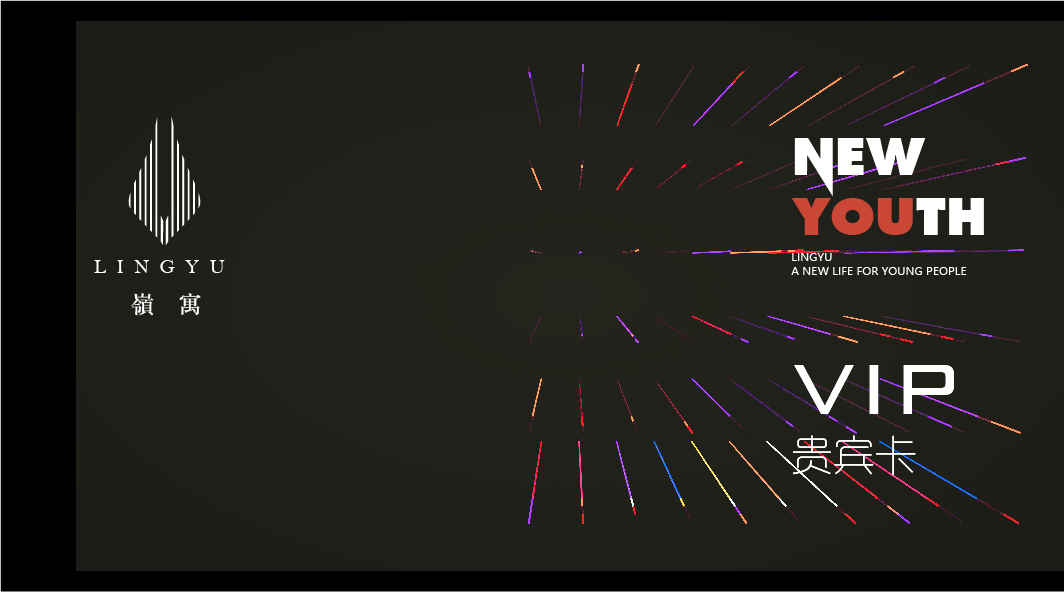 LINGYU
嶺寓
NEW
YOUTH
LINGYU
A NEW LIFE FOR YOUNG PEOPLE
VIP
贵宾卡